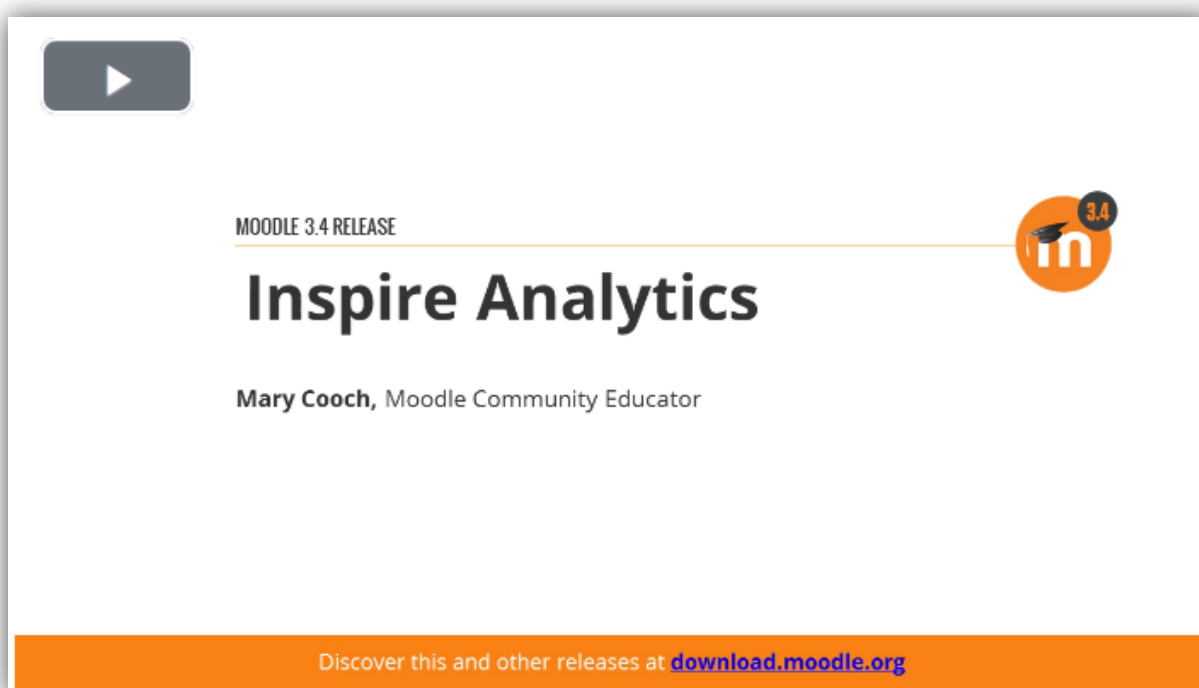 MOODLE 3.4 RELEASE
3.4
m
Inspire Analytics
Mary Cooch, Moodle Community Educator
Discover this and other releases at download.moodle.org